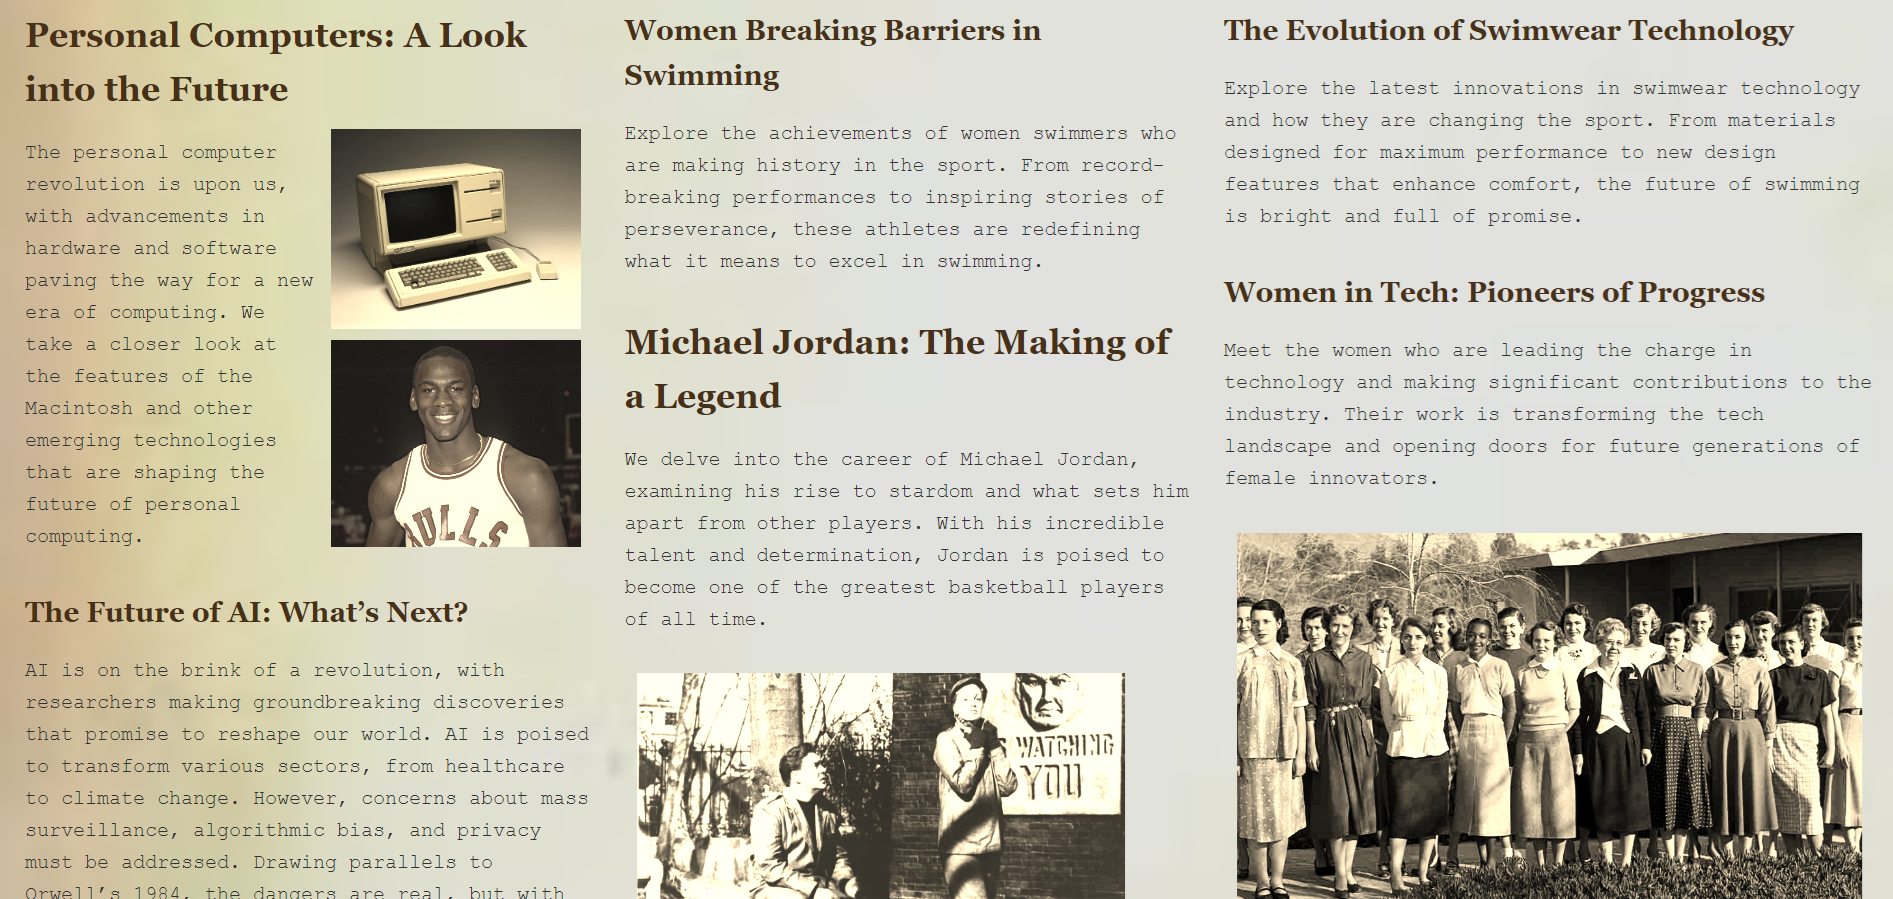 Personal Computers: A Look
into the Future
The personal computer
revolution is upon us,
with advancements in
hardware and software
paving the way for a new
era of computing. We
take a closer look at
the features of the
Macintosh and other
emerging technologies
that are shaping the
future of personal
computing.
ULLS
The Future of AI: What’s Next?
AI is on the brink of a revolution, with
researchers making groundbreaking discoveries
that promise to reshape our world. AI is poised
to transform various sectors, from healthcare
to climate change. However, concerns about mass
surveillance, algorithmic bias, and privacy
must be addressed. Drawing parallels to
Orwell’s 1984, the dangers are real, but with
Women Breaking Barriers in
Swimming
Explore the achievements of women swimmers who
are making history in the sport. From record-
breaking performances to inspiring stories of
perseverance, these athletes are redefining
what it means to excel in swimming.
Michael Jordan: The Making of
a Legend
We delve into the career of Michael Jordan,
examining his rise to stardom and what sets him
apart from other players. With his incredible
talent and determination, Jordan is poised to
become one of the greatest basketball players
of all time.
WATCHING
YOU
The Evolution of Swimwear Technology
Explore the latest innovations in swimwear technology
and how they are changing the sport. From materials
designed for maximum performance to new design
features that enhance comfort, the future of swimming
is bright and full of promise.
Women in Tech: Pioneers of Progress
Meet the women who are leading the charge in
technology and making significant contributions to the
industry. Their work is transforming the tech
landscape and opening doors for future generations of
female innovators.